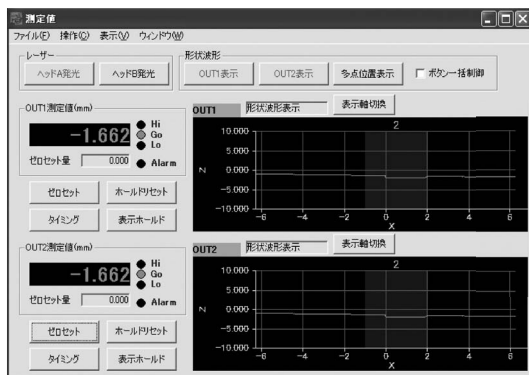 測定値
ファイル(F) 操作(C) 表示(V) ウィンドウ(W)
レーザー
ヘッドA発光 ヘッドB発光
形状波形
OUT1表示 OUT2表示 多点位置表示 ボタン一括制御
OUT1測定値(mm)
-1.662
Hi
Go
Lo
ゼロセット量 0.000 Alarm
ゼロセット ホールドリセット
タイミング 表示ホールド
OUT1 形状波形表示 表示軸切換
2
10.000
5.000
Z 0.000
-5.000
-10.000
-6 -4 -2 0 2 4 6
X
OUT2測定値(mm)
-1.662
Hi
Go
Lo
ゼロセット量 0.000 Alarm
ゼロセット ホールドリセット
タイミング 表示ホールド
OUT2 形状波形表示 表示軸切換
2
10.000
5.000
Z 0.000
-5.000
-10.000
-6 -4 -2 0 2 4 6
X